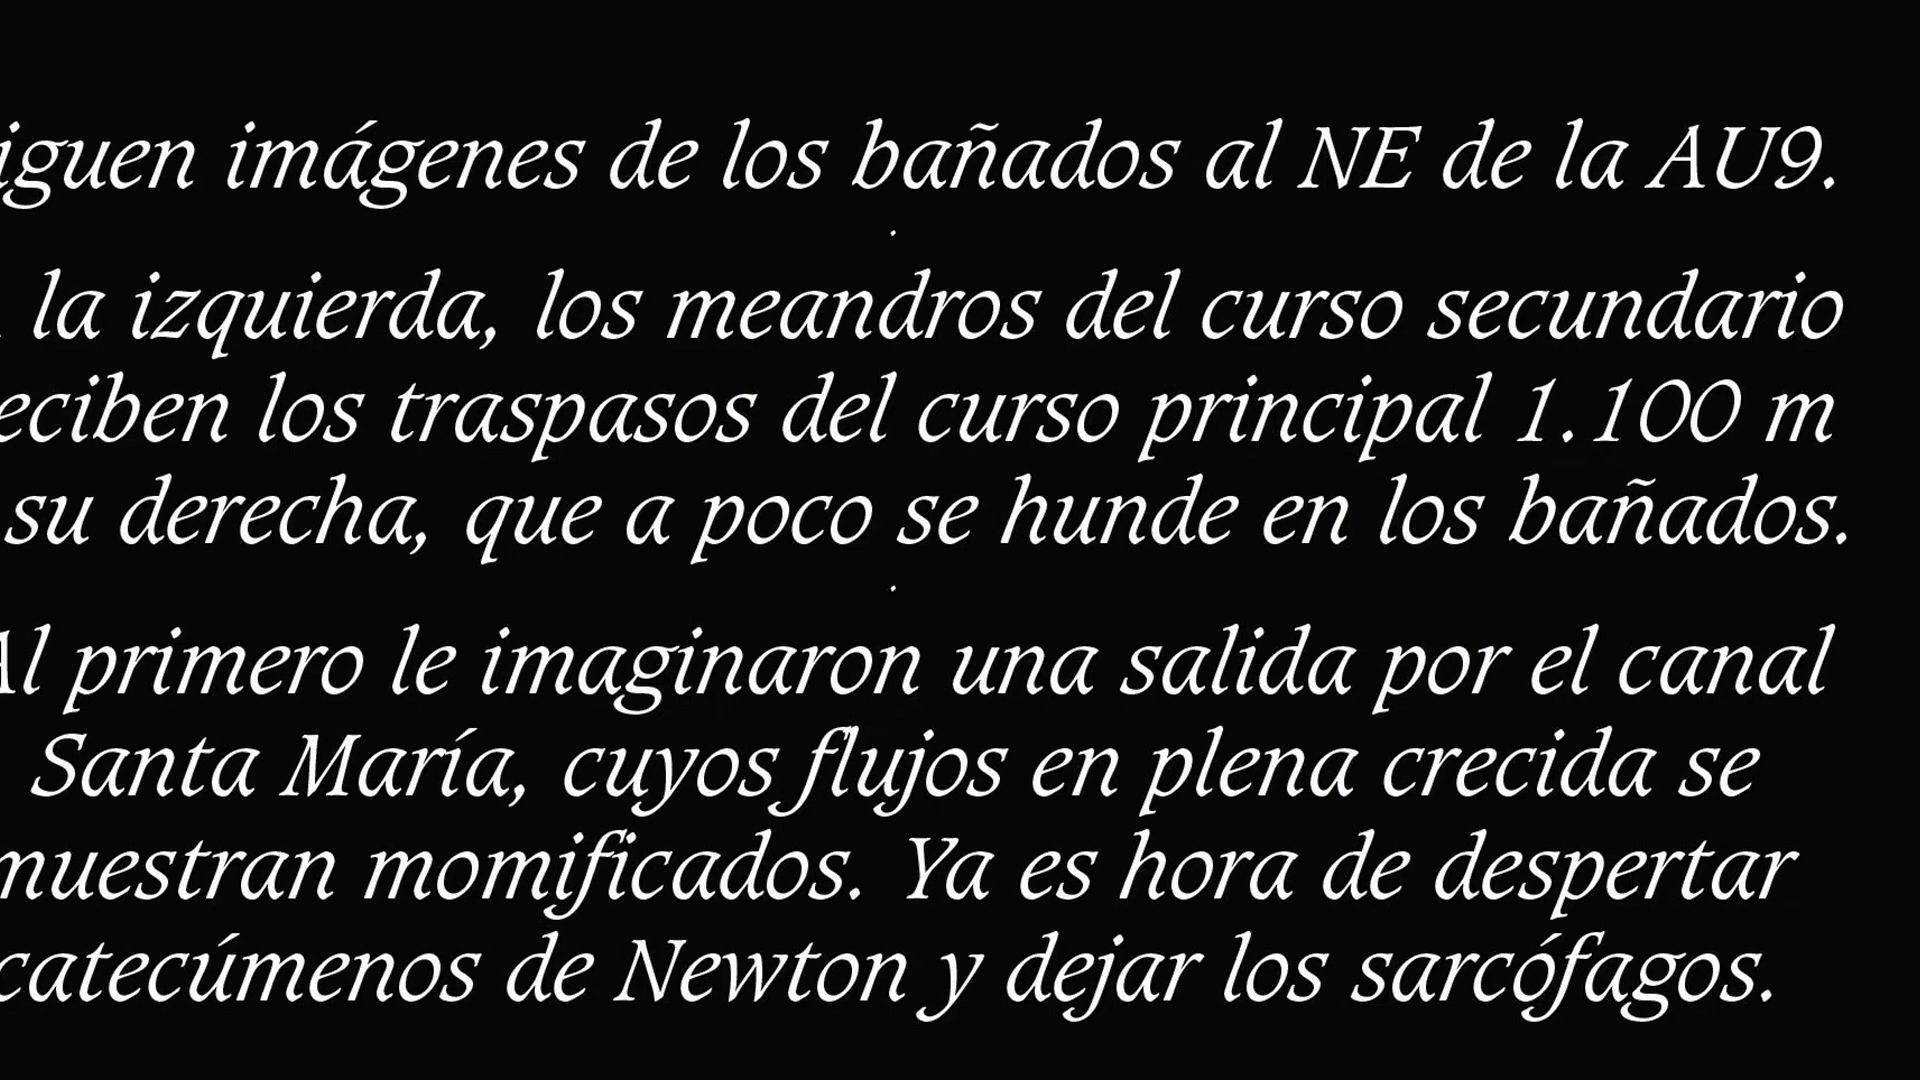 iguen imágenes de los bañados al NE de la AU9.
.
la izquierda, los meandros del curso secundario
eciben los traspasos del curso principal 1.100 m
su derecha, que a poco se hunde en los bañados.
.
Al primero le imaginaron una salida por el canal
Santa María, cuyos flujos en plena crecida se
muestran momificados. Ya es hora de despertar
catecúmenos de Newton y dejar los sarcófagos.